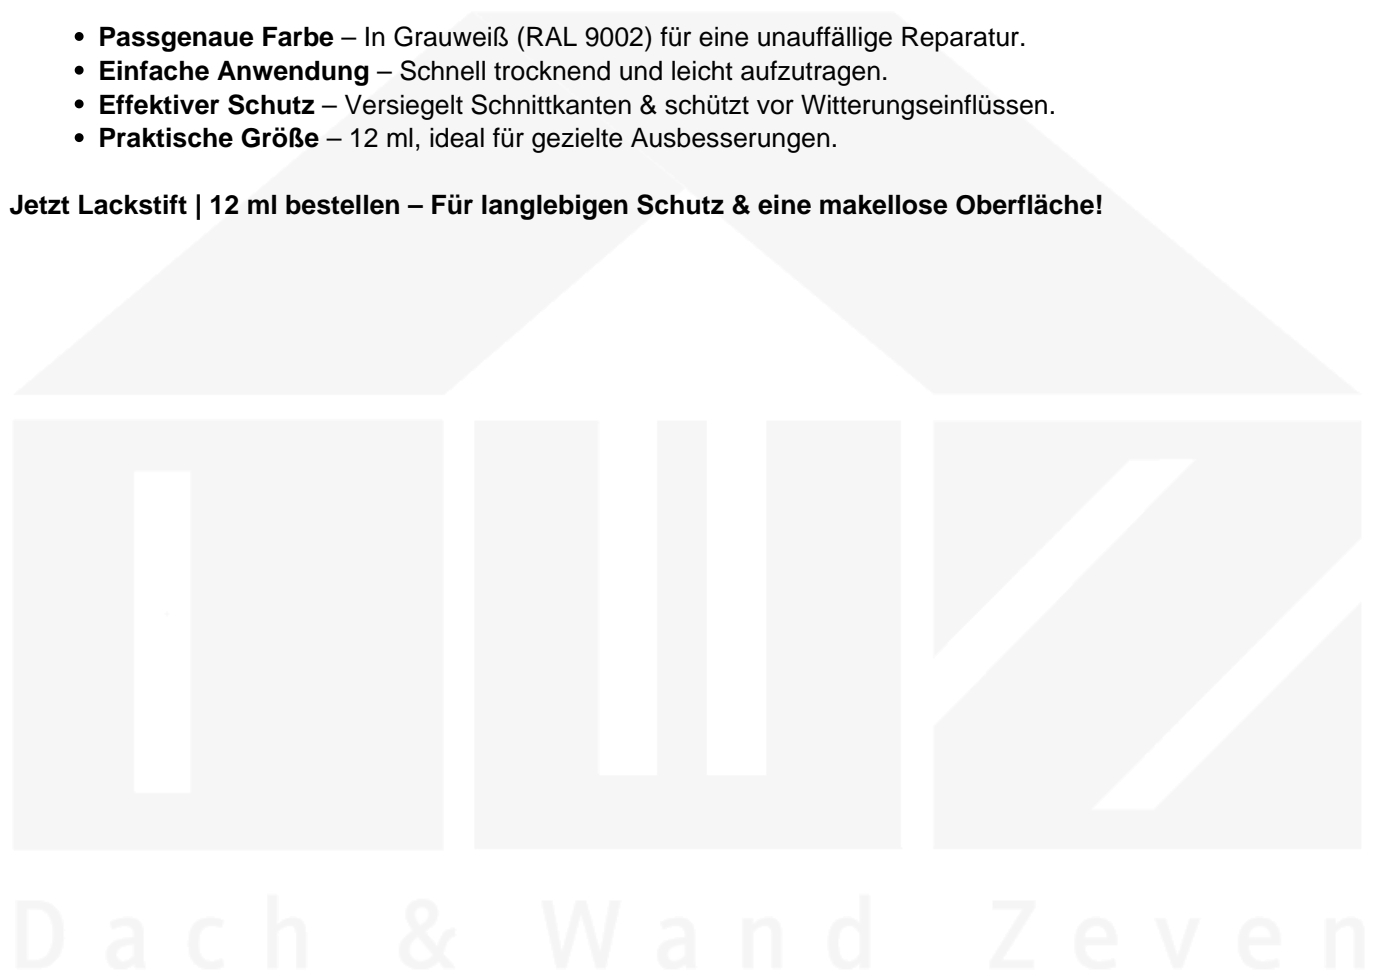 • Passgenaue Farbe – In Grauweiß (RAL 9002) für eine unauffällige Reparatur.
• Einfache Anwendung – Schnell trocknend und leicht aufzutragen.
• Effektiver Schutz – Versiegelt Schnittkanten & schützt vor Witterungseinflüssen.
• Praktische Größe – 12 ml, ideal für gezielte Ausbesserungen.
Jetzt Lackstift | 12 ml bestellen – Für langlebigen Schutz & eine makellose Oberfläche!
Dach & Wand Zeven